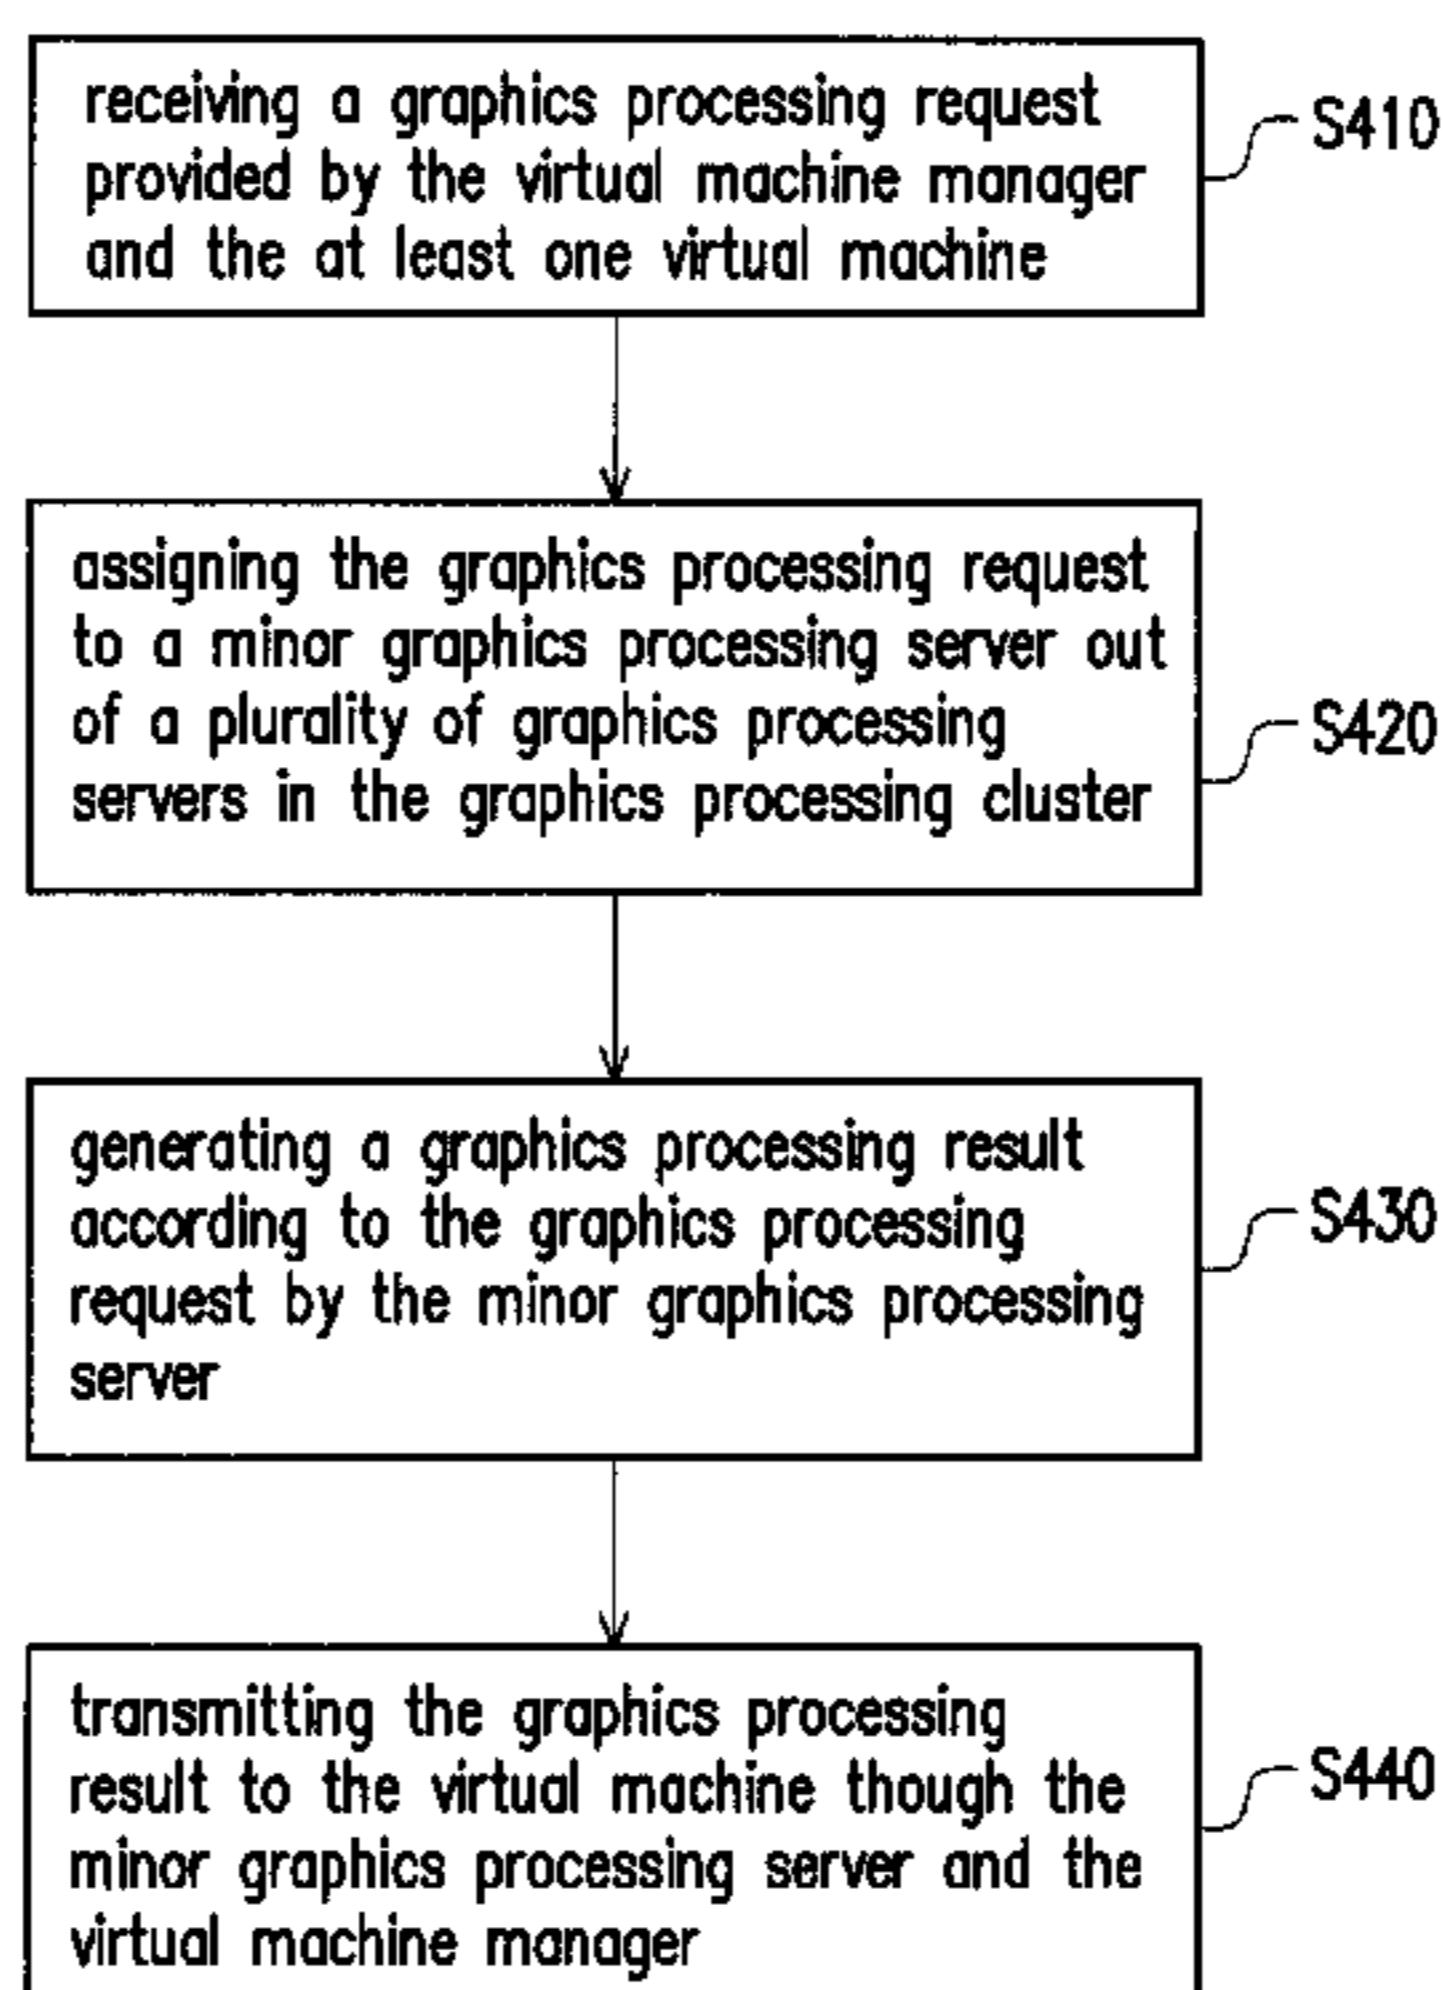 receiving a graphics processing request
provided by the virtual machine manager
and the at least one virtual machine
S410
assigning the graphics processing request
to a minor graphics processing server out
of a plurality of graphics processing
servers in the graphics processing cluster
S420
generating a graphics processing result
according to the graphics processing
request by the minor graphics processing
server
S430
transmitting the graphics processing
result to the virtual machine though the
minor graphics processing server and the
virtual machine manager
S440